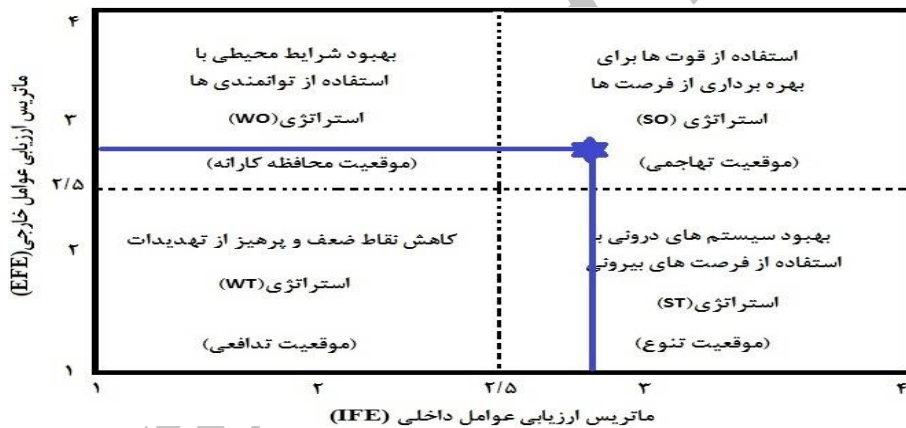 ۴
بهبود شرایط محیطی با
استفاده از توانمندی ها
استراتژی(WO)
(موقعیت محافظه کارانه)
استفاده از قوت ها برای
بهره برداری از فرصت ها
استراتژی (SO)
(موقعیت تهاجمی)
۳
۲/۵
کاهش نقاط ضعف و پرهیز از تهدیدات
استراتژی(WT)
(موقعیت تدافعی)
بهبود سیستم های درونی با
استفاده از فرصت های بیرونی
استراتژی(ST)
(موقعیت تنوع)
۲
۱
۱ ۲ ۲/۵ ۳ ۴
ماتریس ارزیابی عوامل داخلی (IFE)
ماتریس ارزیابی عوامل خارجی(EFE)